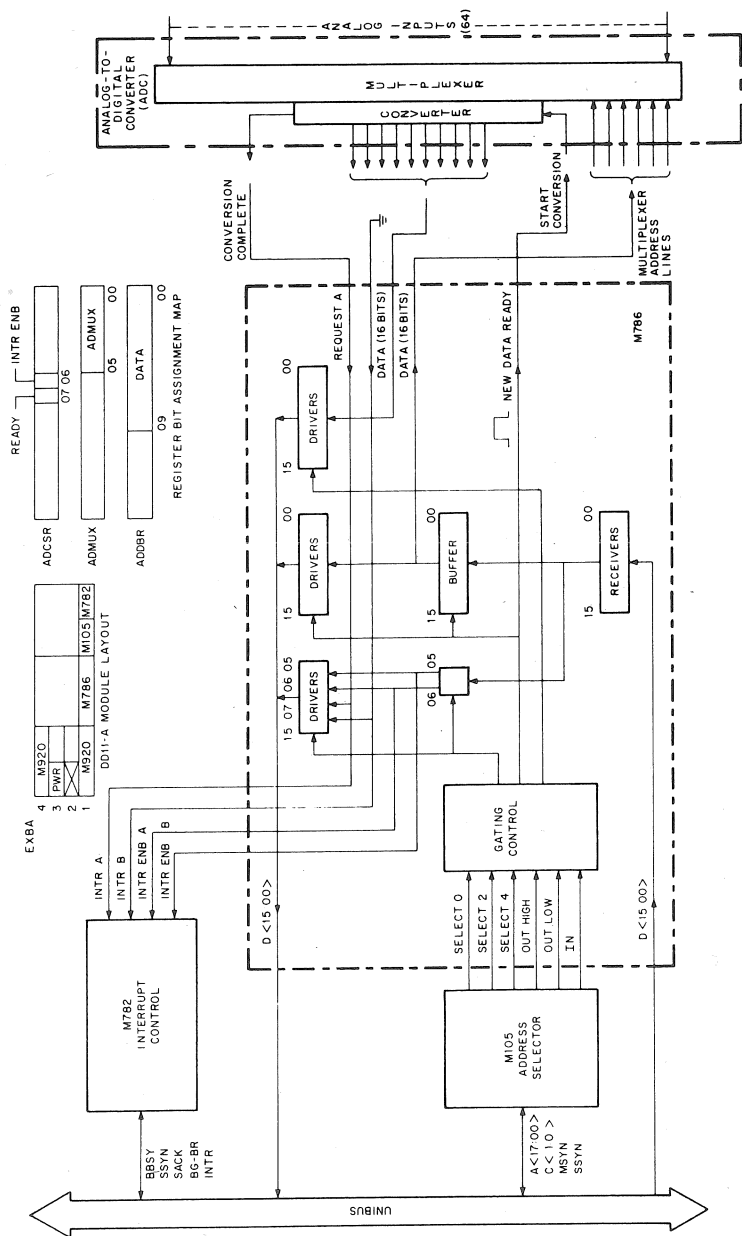 EXBA
4
3
2
1
M920
PWR
M920
M786
M105
M782
DD11-A MODULE LAYOUT
READY
INTR ENB
ADCSR
07 06
ADMUX
ADMUX
05
00
ADDBR
DATA
09
00
REGISTER BIT ASSIGNMENT MAP
ANALOG-TO-
DIGITAL
CONVERTER
(ADC)
ANALOG INPUTS
(64)
MULTIPLEXER
CONVERTER
CONVERSION
COMPLETE
START
CONVERSION
MULTIPLEXER
ADDRESS
LINES
M782
INTERRUPT
CONTROL
INTR A
INTR B
INTR ENB A
INTR ENB B
BBSY
SSYN
SACK
BG-BR
INTR
REQUEST A
DATA (16 BITS)
DATA (16 BITS)
NEW DATA READY
M786
D <15 00>
15 07 06 05
DRIVERS
15
DRIVERS
00
15
DRIVERS
00
06
05
15
BUFFER
00
15
RECEIVERS
00
GATING
CONTROL
SELECT 0
SELECT 2
SELECT 4
OUT HIGH
OUT LOW
IN
D <15 00>
M105
ADDRESS
SELECTOR
A <17:00>
C <1 0>
MSYN
SSYN
UNIBUS